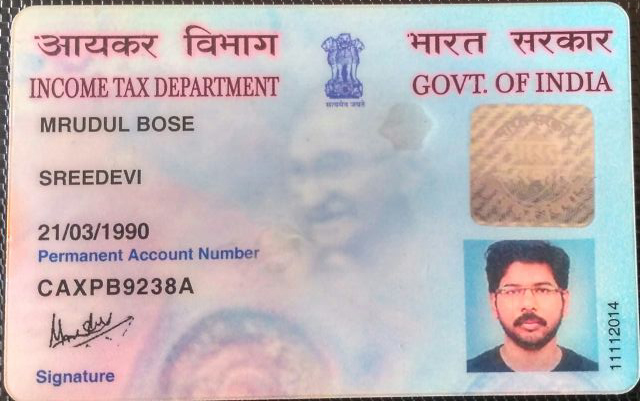 आयकर विभाग
INCOME TAX DEPARTMENT
सत्यमेव जयते
भारत सरकार
GOVT. OF INDIA
MRUDUL BOSE
SREEDEVI
21/03/1990
Permanent Account Number
CAXPB9238A
Signature
11112014